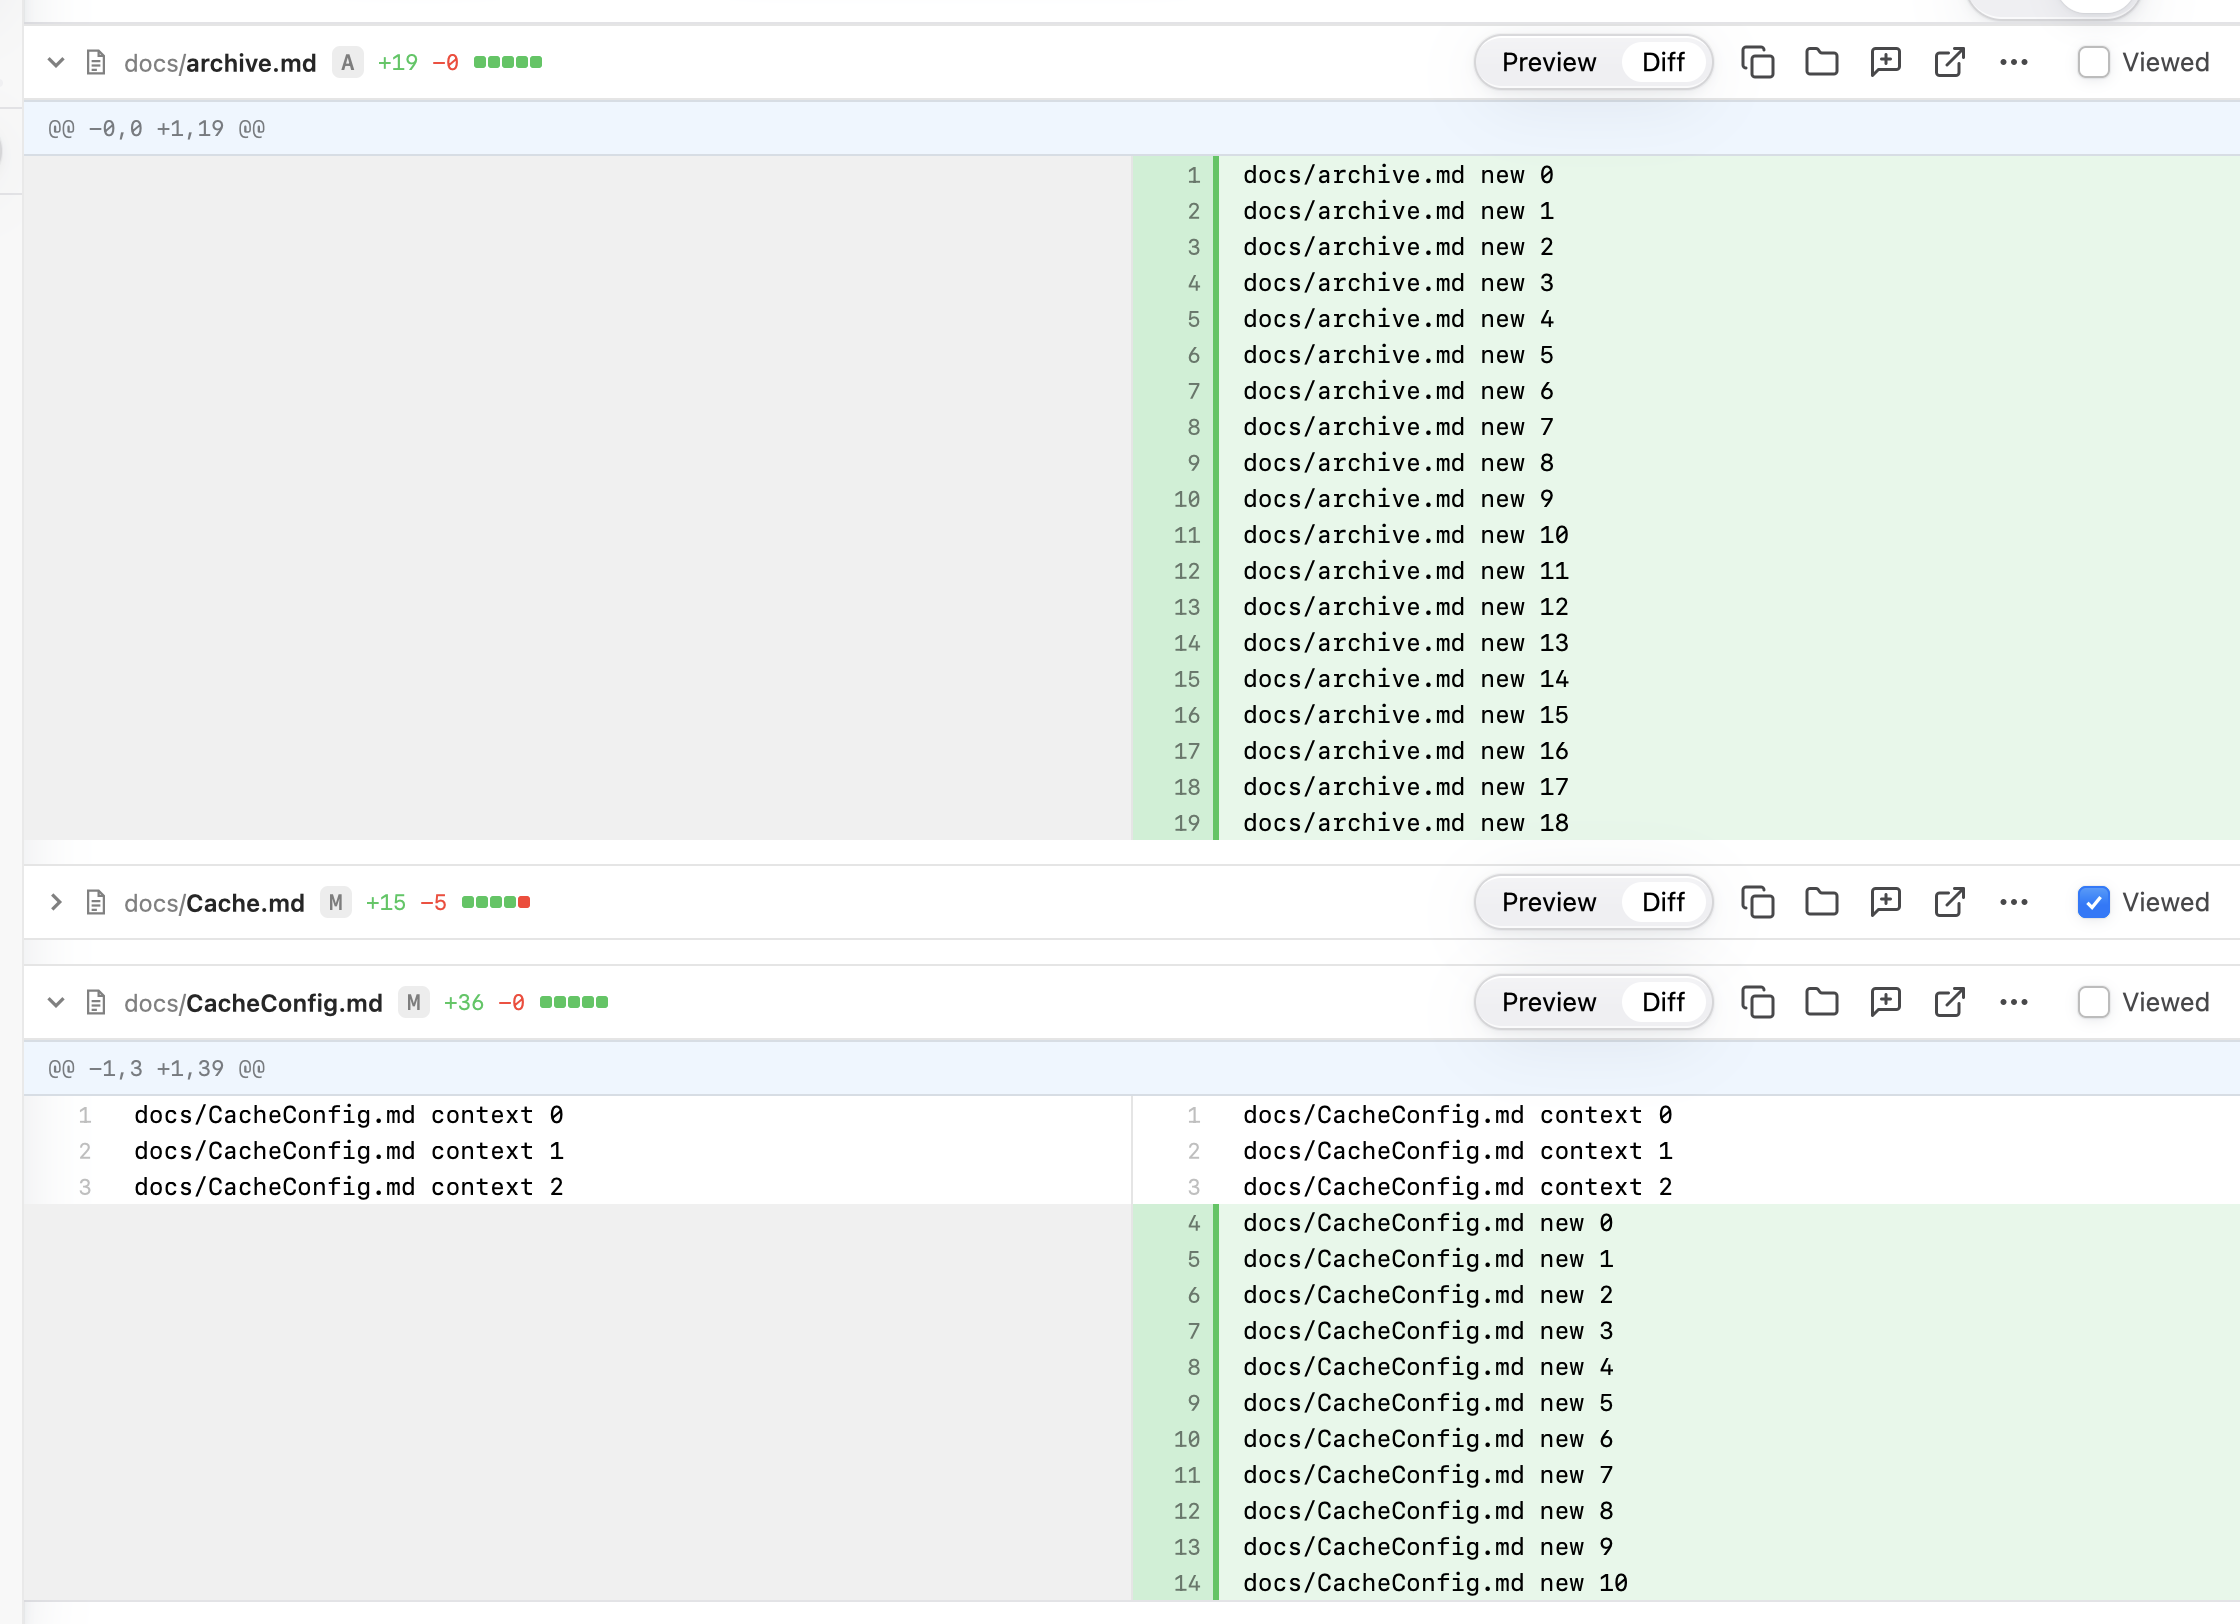 docs/archive.md A +19 −0 Preview Diff Viewed
@@ −0,0 +1,19 @@
1 docs/archive.md new 0
2 docs/archive.md new 1
3 docs/archive.md new 2
4 docs/archive.md new 3
5 docs/archive.md new 4
6 docs/archive.md new 5
7 docs/archive.md new 6
8 docs/archive.md new 7
9 docs/archive.md new 8
10 docs/archive.md new 9
11 docs/archive.md new 10
12 docs/archive.md new 11
13 docs/archive.md new 12
14 docs/archive.md new 13
15 docs/archive.md new 14
16 docs/archive.md new 15
17 docs/archive.md new 16
18 docs/archive.md new 17
19 docs/archive.md new 18
docs/Cache.md M +15 −5 Preview Diff Viewed
docs/CacheConfig.md M +36 −0 Preview Diff Viewed
@@ −1,3 +1,39 @@
1 docs/CacheConfig.md context 0 1 docs/CacheConfig.md context 0
2 docs/CacheConfig.md context 1 2 docs/CacheConfig.md context 1
3 docs/CacheConfig.md context 2 3 docs/CacheConfig.md context 2
4 docs/CacheConfig.md new 0
5 docs/CacheConfig.md new 1
6 docs/CacheConfig.md new 2
7 docs/CacheConfig.md new 3
8 docs/CacheConfig.md new 4
9 docs/CacheConfig.md new 5
10 docs/CacheConfig.md new 6
11 docs/CacheConfig.md new 7
12 docs/CacheConfig.md new 8
13 docs/CacheConfig.md new 9
14 docs/CacheConfig.md new 10